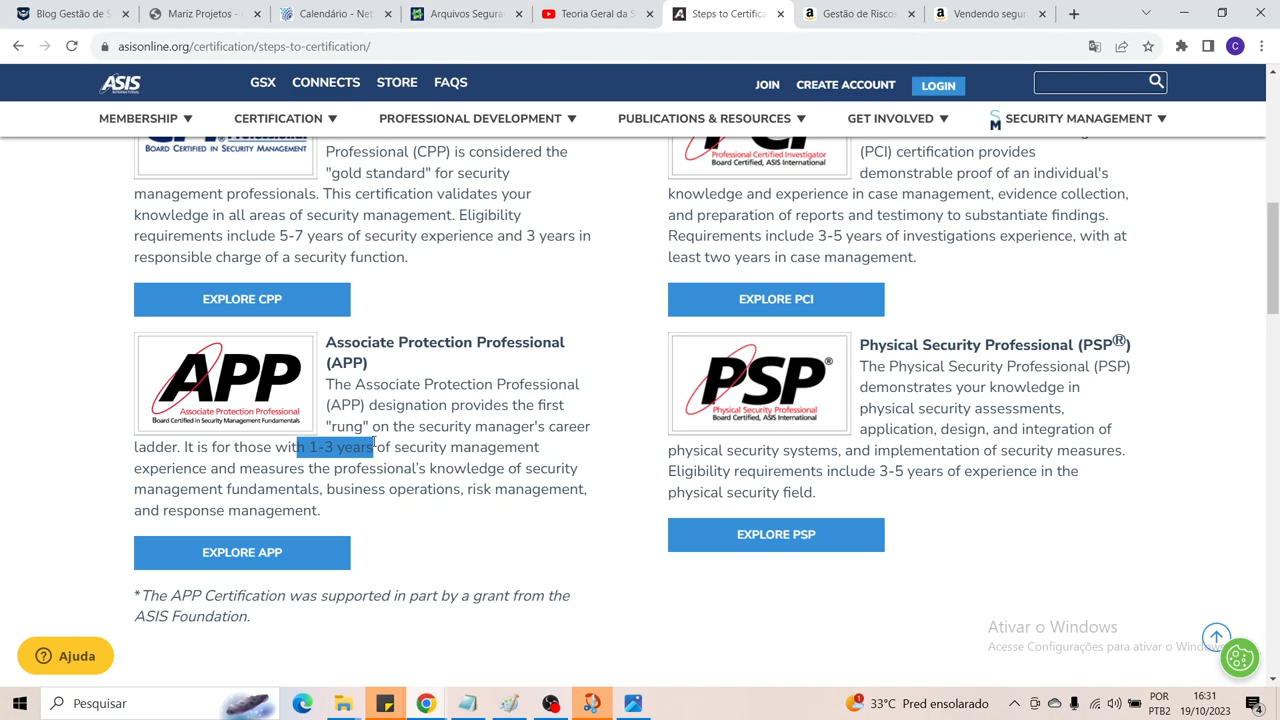 Blog Segurança
Mariz Projetos - 
Calendário - Net
Arquivos Segura
Teoria Geral da S
Steps to Certifica
Gestão de Riscos
Vendendo segur
asisonline.org/certification/steps-to-certification/
C
ASIS
INTERNATIONAL
GSX CONNECTS STORE FAQS
JOIN CREATE ACCOUNT LOGIN
MEMBERSHIP ▼ CERTIFICATION ▼ PROFESSIONAL DEVELOPMENT ▼ PUBLICATIONS & RESOURCES ▼ GET INVOLVED ▼ SM SECURITY MANAGEMENT ▼
Professional
BOARD CERTIFIED IN SECURITY MANAGEMENT
Professional (CPP) is considered the
"gold standard" for security
management professionals. This certification validates your
knowledge in all areas of security management. Eligibility
requirements include 5-7 years of security experience and 3 years in
responsible charge of a security function.
EXPLORE CPP
PCI
Professional Certified Investigator
Board Certified, ASIS International
(PCI) certification provides
demonstrable proof of an individual's
knowledge and experience in case management, evidence collection,
and preparation of reports and testimony to substantiate findings.
Requirements include 3-5 years of investigations experience, with at
least two years in case management.
EXPLORE PCI
APP
Associate Protection Professional
Board Certified in Security Management Fundamentals
Associate Protection Professional
(APP)
The Associate Protection Professional
(APP) designation provides the first
"rung" on the security manager's career
ladder. It is for those with 1-3 years of security management
experience and measures the professional's knowledge of security
management fundamentals, business operations, risk management,
and response management.
EXPLORE APP
PSP®
Physical Security Professional
Board Certified, ASIS International
Physical Security Professional (PSP®)
The Physical Security Professional (PSP)
demonstrates your knowledge in
physical security assessments,
application, design, and integration of
physical security systems, and implementation of security measures.
Eligibility requirements include 3-5 years of experience in the
physical security field.
EXPLORE PSP
*The APP Certification was supported in part by a grant from the
ASIS Foundation.
Ativar o Windows
Acesse Configurações para ativar o Windows
Ajuda
Pesquisar
33°C Pred ensolarado
POR
PTB2
16:31
19/10/2023
4